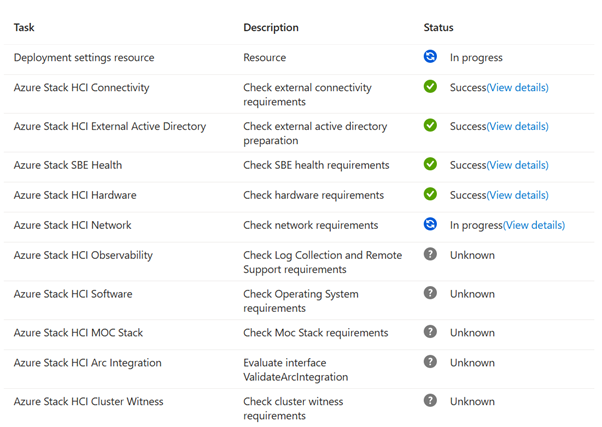 Task Description Status
Deployment settings resource Resource In progress
Azure Stack HCI Connectivity Check external connectivity Success(View details)
requirements
Azure Stack HCI External Active Directory Check external active directory Success(View details)
preparation
Azure Stack SBE Health Check SBE health requirements Success(View details)
Azure Stack HCI Hardware Check hardware requirements Success(View details)
Azure Stack HCI Network Check network requirements In progress(View details)
Azure Stack HCI Observability Check Log Collection and Remote Unknown
Support requirements
Azure Stack HCI Software Check Operating System Unknown
requirements
Azure Stack HCI MOC Stack Check Moc Stack requirements Unknown
Azure Stack HCI Arc Integration Evaluate interface Unknown
ValidateArcIntegration
Azure Stack HCI Cluster Witness Check cluster witness Unknown
requirements